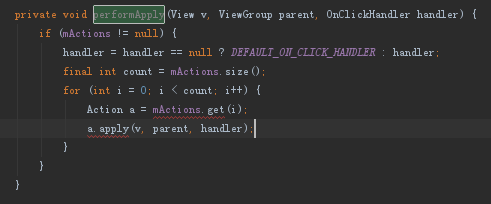 private void performApply(View v, ViewGroup parent, OnClickHandler handler) {
    if (mActions != null) {
        handler = handler == null ? DEFAULT_ON_CLICK_HANDLER : handler;
        final int count = mActions.size();
        for (int i = 0; i < count; i++) {
            Action a = mActions.get(i);
            a.apply(v, parent, handler);
        }
    }
}